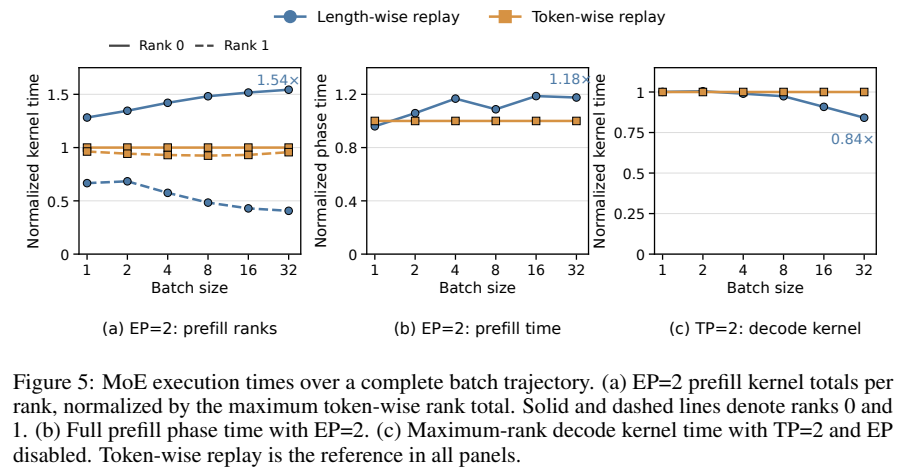 Length-wise replay Token-wise replay
Rank 0 Rank 1
Normalized kernel time
1.5
1
0.5
0
1.54×
1 2 4 8 16 32
Batch size
(a) EP=2: prefill ranks
Normalized phase time
1.2
0.8
0.4
0
1.18×
1 2 4 8 16 32
Batch size
(b) EP=2: prefill time
Normalized kernel time
1
0.75
0.5
0.25
0
0.84×
1 2 4 8 16 32
Batch size
(c) TP=2: decode kernel
Figure 5: MoE execution times over a complete batch trajectory. (a) EP=2 prefill kernel totals per
rank, normalized by the maximum token-wise rank total. Solid and dashed lines denote ranks 0 and
1. (b) Full prefill phase time with EP=2. (c) Maximum-rank decode kernel time with TP=2 and EP
disabled. Token-wise replay is the reference in all panels.